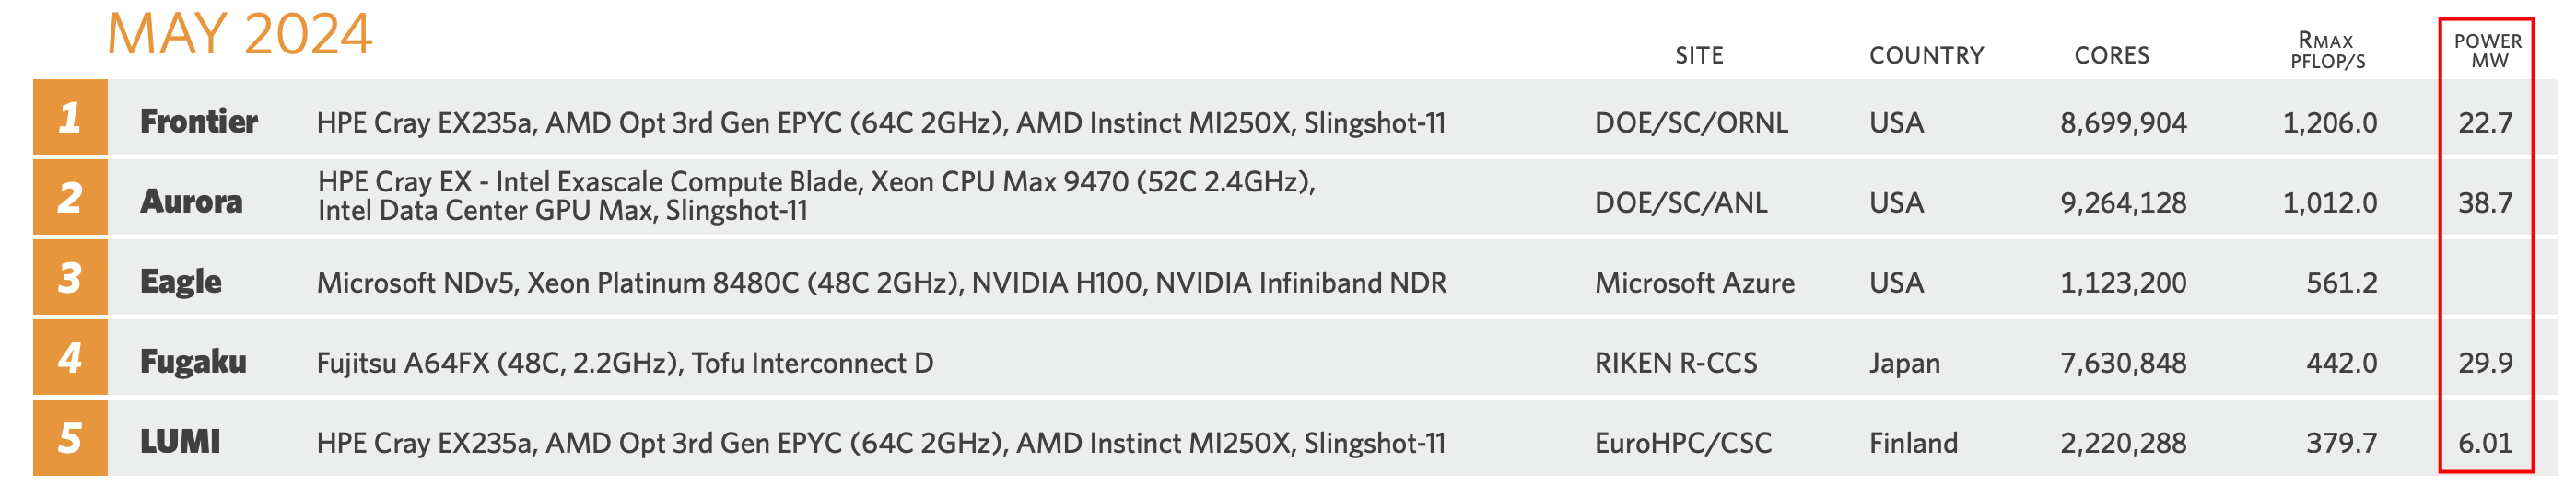 MAY 2024
SITE COUNTRY CORES RMAX PFLOP/S POWER MW
1 Frontier HPE Cray EX235a, AMD Opt 3rd Gen EPYC (64C 2GHz), AMD Instinct MI250X, Slingshot-11 DOE/SC/ORNL USA 8,699,904 1,206.0 22.7
2 Aurora HPE Cray EX - Intel Exascale Compute Blade, Xeon CPU Max 9470 (52C 2.4GHz),
Intel Data Center GPU Max, Slingshot-11 DOE/SC/ANL USA 9,264,128 1,012.0 38.7
3 Eagle Microsoft NDv5, Xeon Platinum 8480C (48C 2GHz), NVIDIA H100, NVIDIA Infiniband NDR Microsoft Azure USA 1,123,200 561.2
4 Fugaku Fujitsu A64FX (48C, 2.2GHz), Tofu Interconnect D RIKEN R-CCS Japan 7,630,848 442.0 29.9
5 LUMI HPE Cray EX235a, AMD Opt 3rd Gen EPYC (64C 2GHz), AMD Instinct MI250X, Slingshot-11 EuroHPC/CSC Finland 2,220,288 379.7 6.01